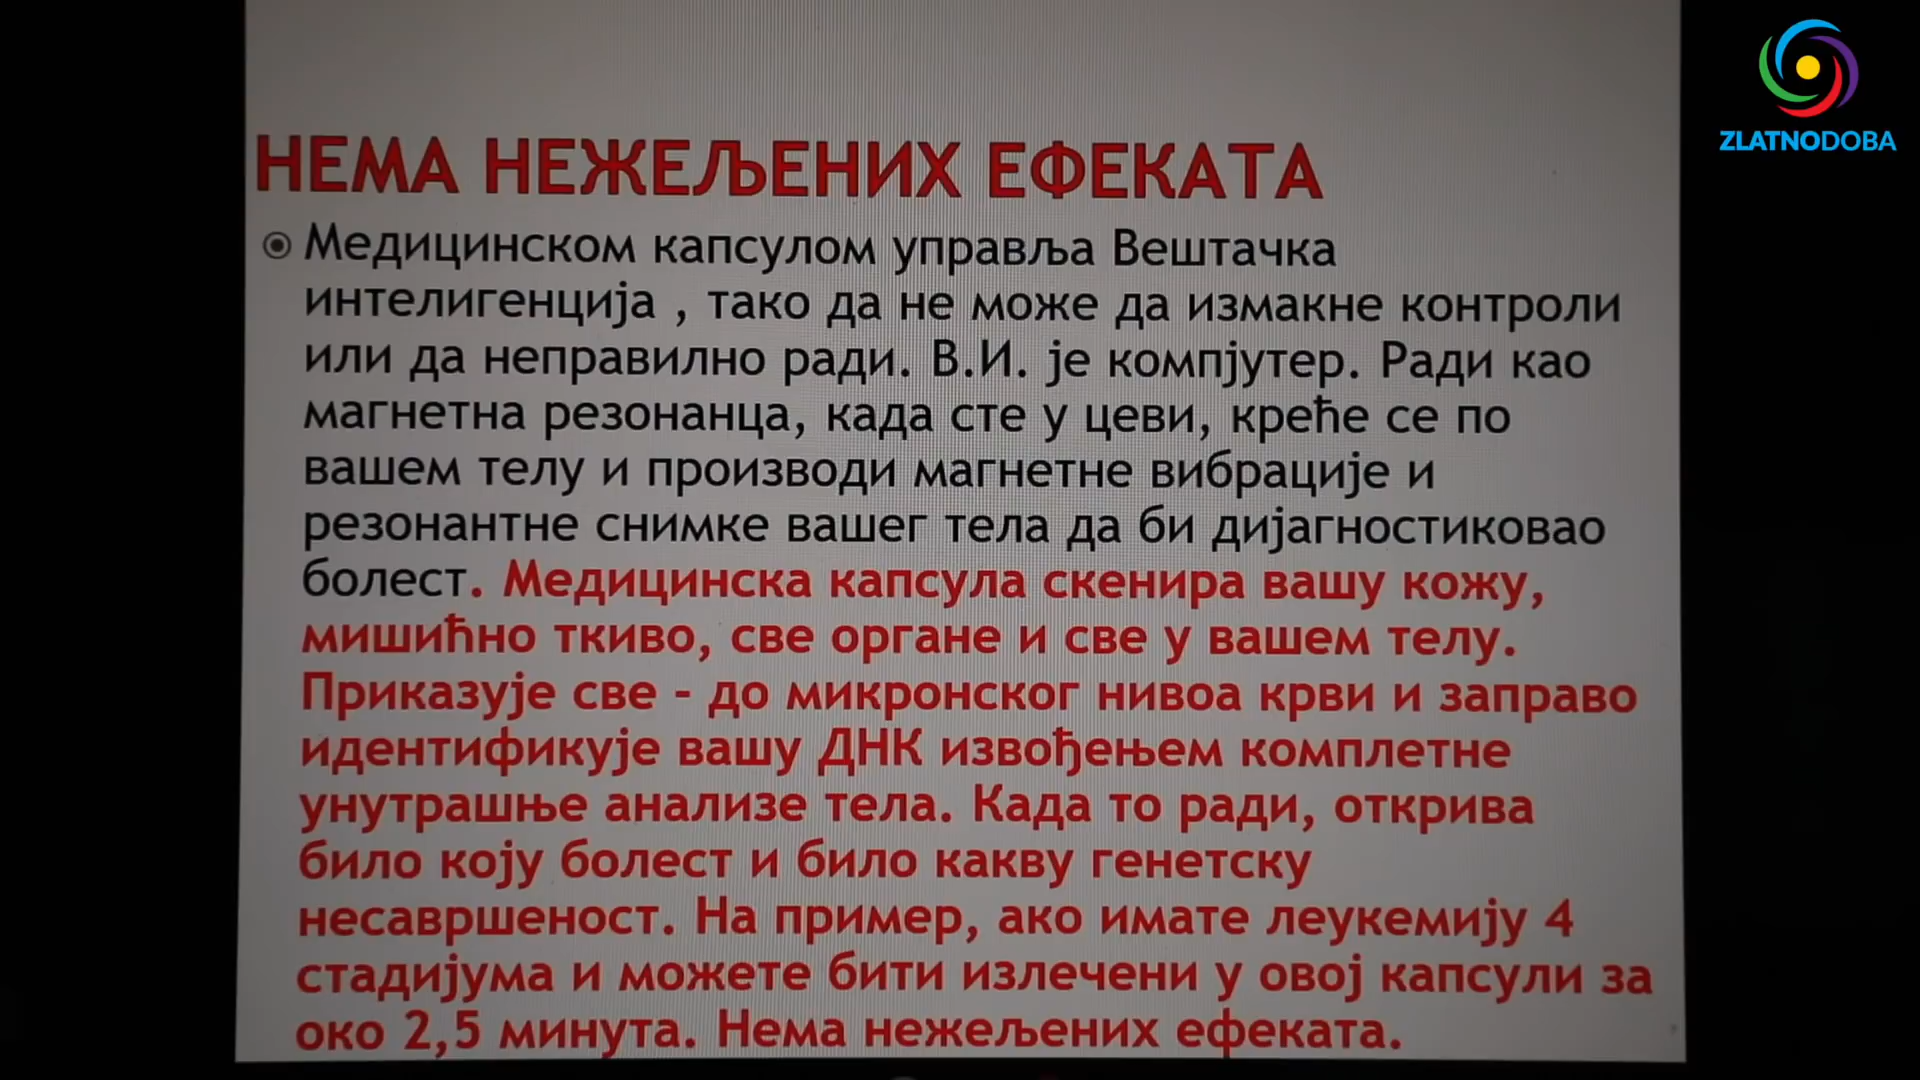 ZLATNODOBA
НЕМА НЕЖЕЉЕНИХ ЕФЕКАТА
Медицинском капсулом управља Вештачка
интелигенција , тако да не може да измакне контроли
или да неправилно ради. В.И. је компјутер. Ради као
магнетна резонанца, када сте у цеви, креће се по
вашем телу и производи магнетне вибрације и
резонантне снимке вашег тела да би дијагностиковао
болест. Медицинска капсула скенира вашу кожу,
мишићно ткиво, све органе и све у вашем телу.
Приказује све - до микронског нивоа крви и заправо
идентификује вашу ДНК извођењем комплетне
унутрашње анализе тела. Када то ради, открива
било коју болест и било какву генетску
несавршеност. На пример, ако имате леукемију 4
стадијума и можете бити излечени у овој капсули за
око 2,5 минута. Нема нежељених ефеката.